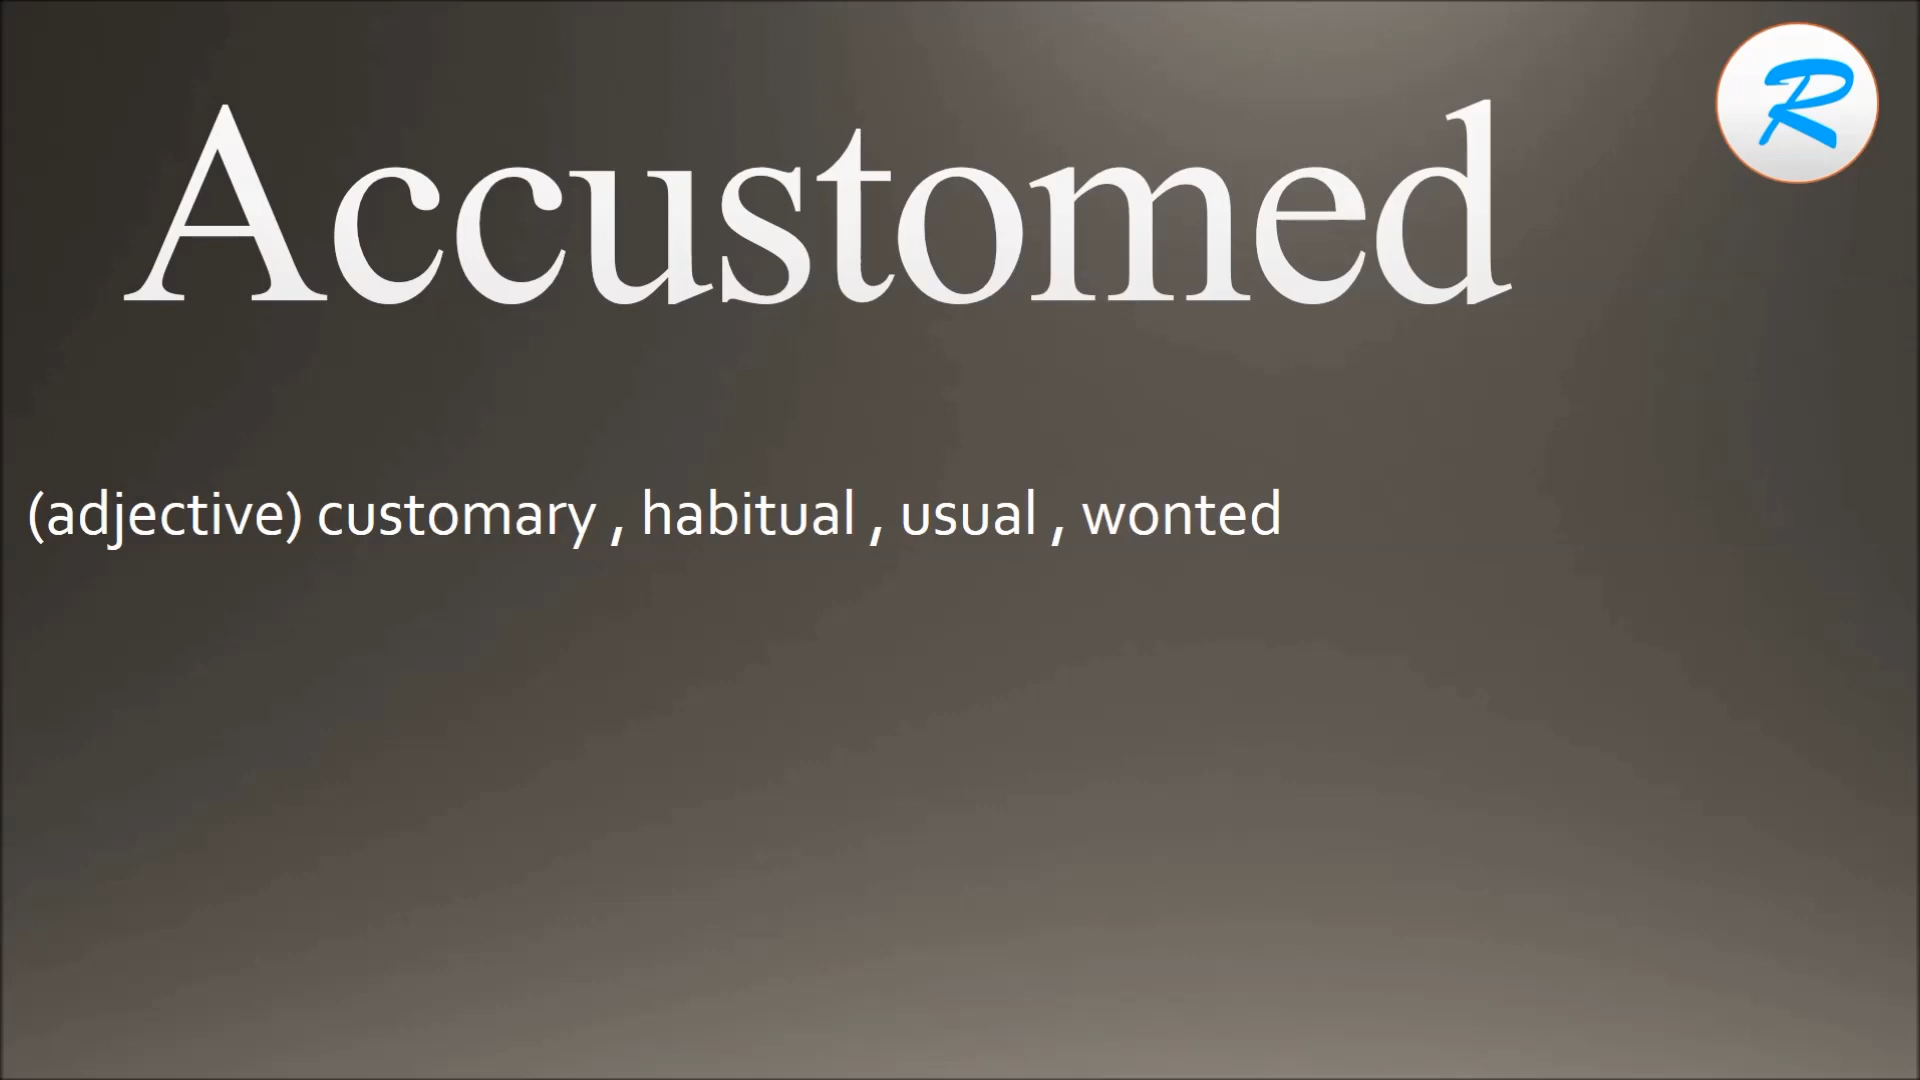 R
Accustomed
(adjective) customary , habitual , usual , wonted